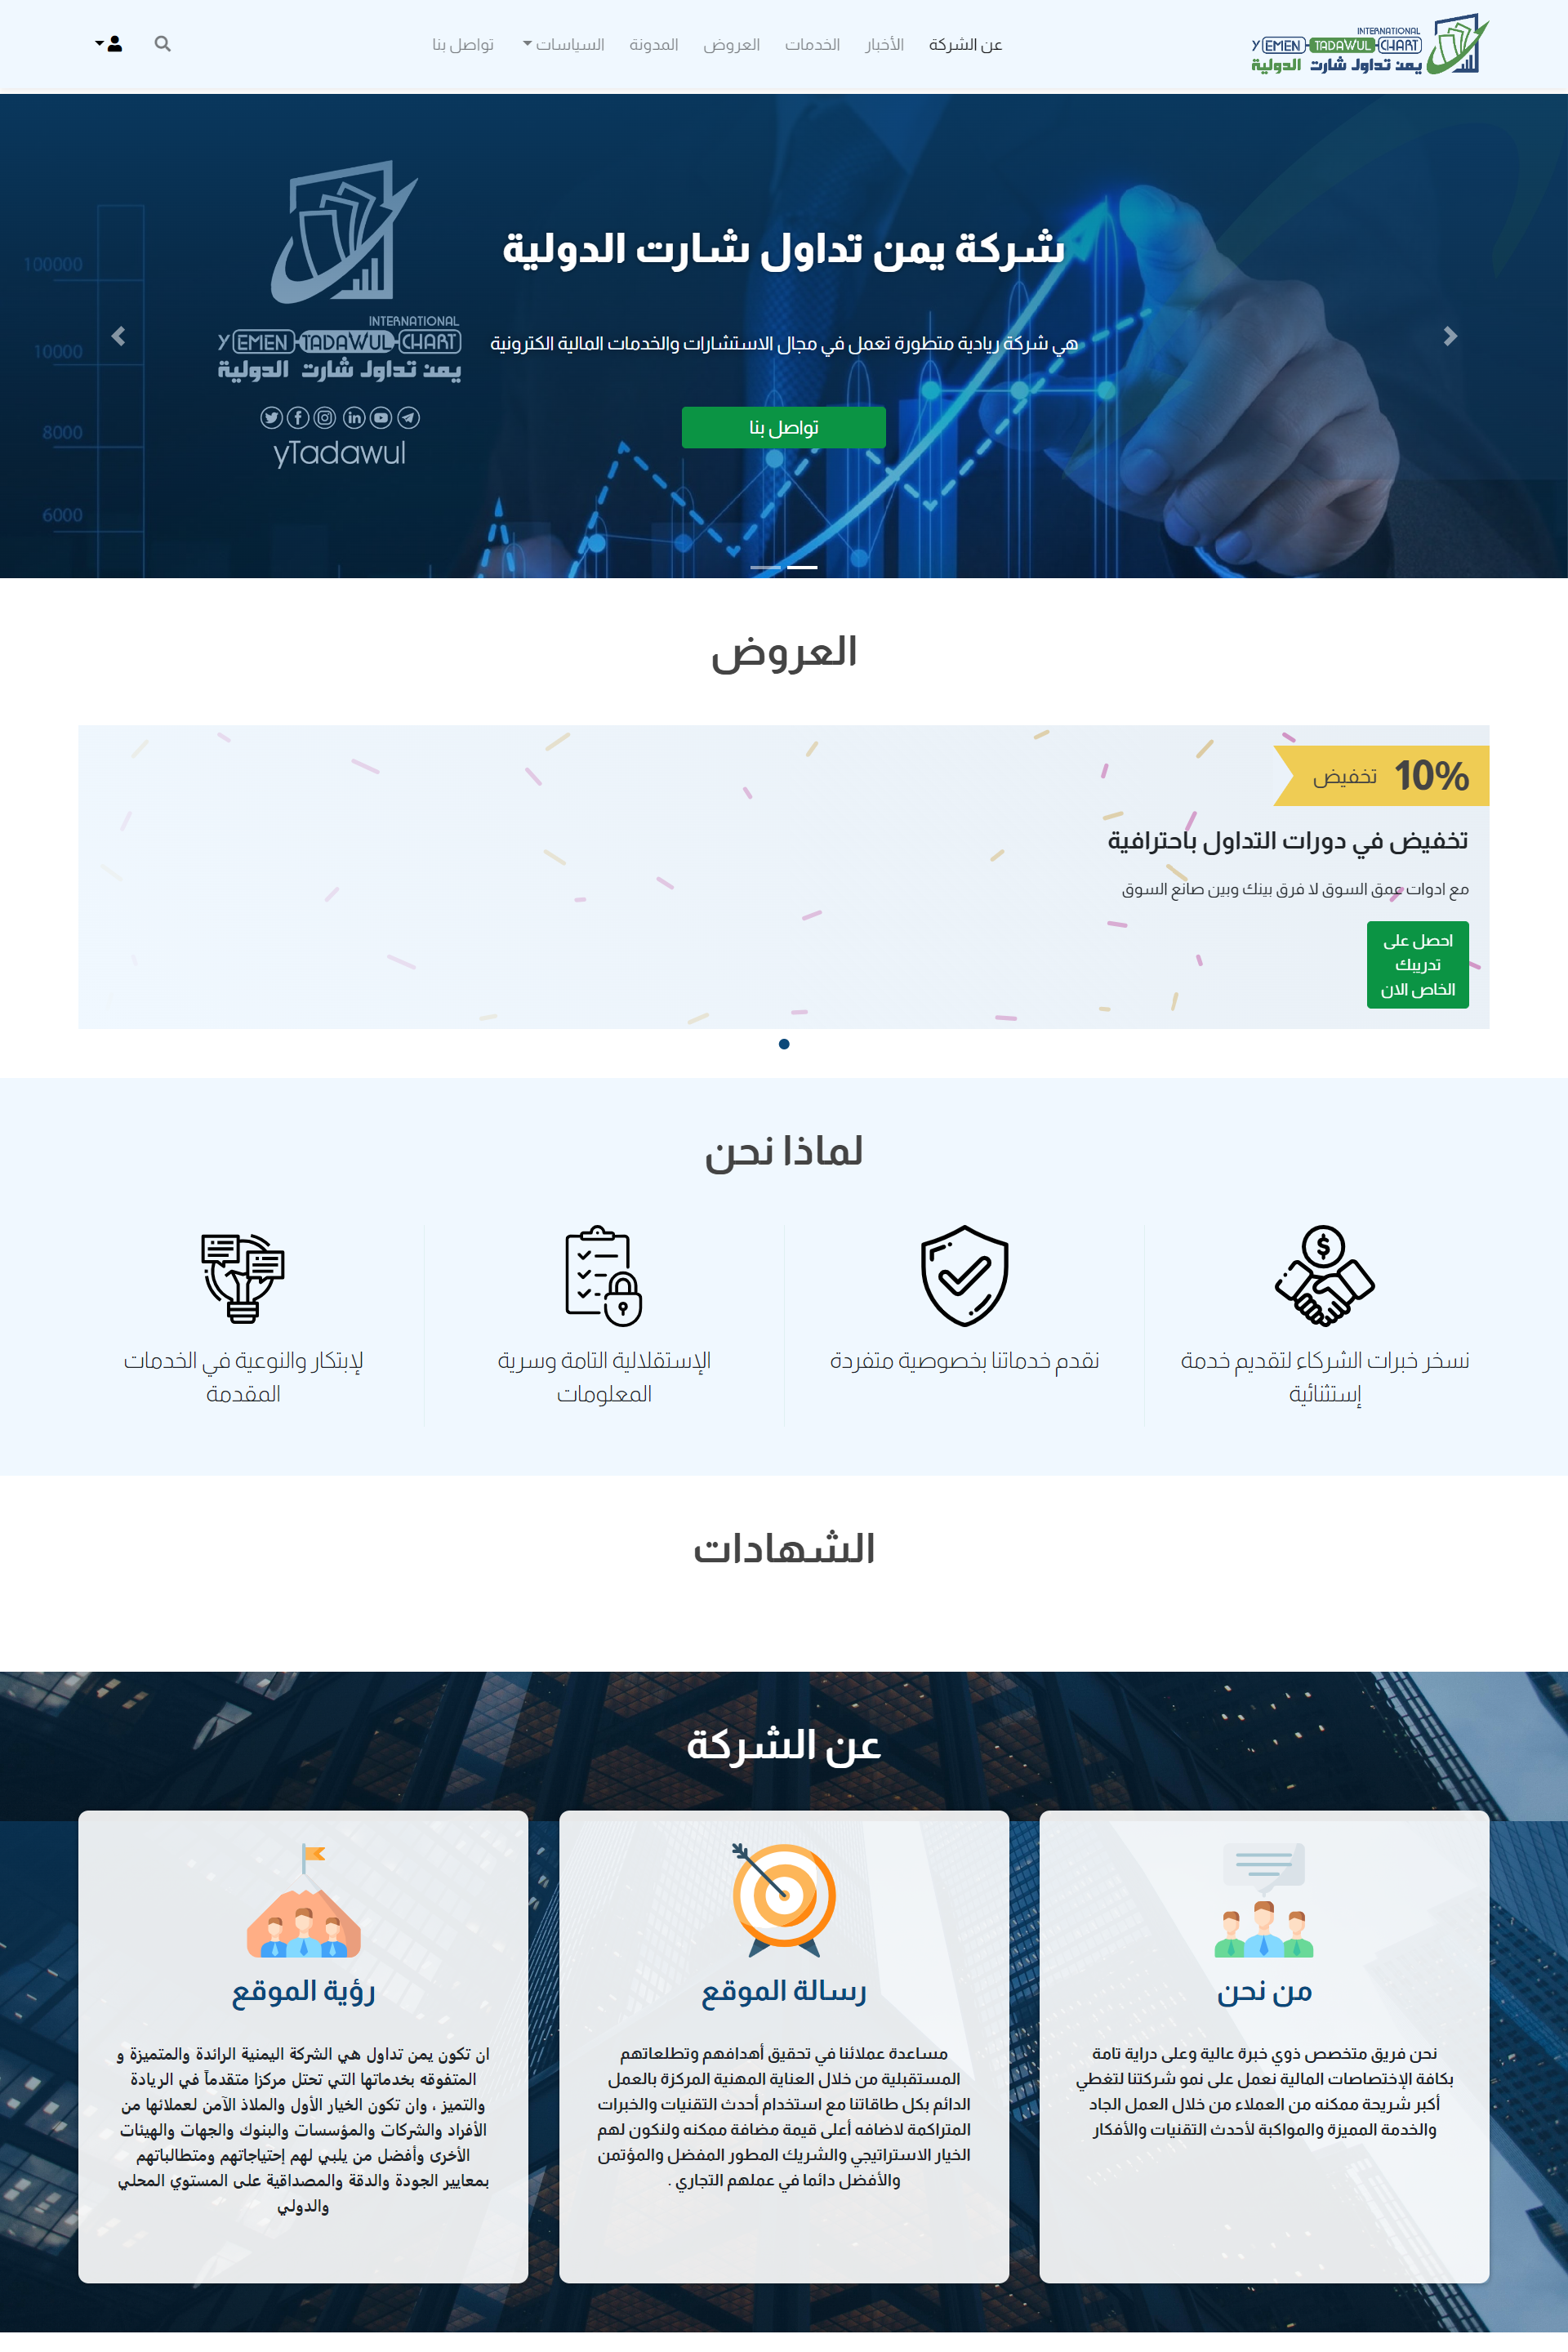 INTERNATIONAL
YEMEN TADAWUL CHART
يمن تداول شارت الدولية
عن الشركة
الأخبار
الخدمات
العروض
المدونة
السياسات
تواصل بنا
100000
10000
8000
6000
INTERNATIONAL
YEMEN TADAWUL CHART
يمن تداول شارت الدولية
yTadawul
شركة يمن تداول شارت الدولية
هي شركة ريادية متطورة تعمل في مجال الاستشارات والخدمات المالية الكترونية
تواصل بنا
العروض
10% تخفيض
تخفيض في دورات التداول باحترافية
مع ادوات عمق السوق لا فرق بينك وبين صانع السوق
احصل على
تدريبك
الخاص الان
لماذا نحن
نسخر خبرات الشركاء لتقديم خدمة
إستثنائية
نقدم خدماتنا بخصوصية متفردة
الإستقلالية التامة وسرية
المعلومات
لإبتكار والنوعية في الخدمات
المقدمة
الشهادات
عن الشركة
من نحن
نحن فريق متخصص ذوي خبرة عالية وعلى دراية تامة
بكافة الإختصاصات المالية نعمل على نمو شركتنا لتغطي
أكبر شريحة ممكنه من العملاء من خلال العمل الجاد
والخدمة المميزة والمواكبة لأحدث التقنيات والأفكار
رسالة الموقع
مساعدة عملائنا في تحقيق أهدافهم وتطلعاتهم
المستقبلية من خلال العناية المهنية المركزة بالعمل
الدائم بكل طاقاتنا مع استخدام أحدث التقنيات والخبرات
المتراكمة لاضافه أعلى قيمة مضافة ممكنه ولنكون لهم
الخيار الاستراتيجي والشريك المطور المفضل والمؤتمن
والأفضل دائما في عملهم التجاري .
رؤية الموقع
ان تكون يمن تداول هي الشركة اليمنية الرائدة والمتميزة و
المتفوقه بخدماتها التي تحتل مركزا متقدماً في الريادة
والتميز ، وان تكون الخيار الأول والملاذ الآمن لعملائها من
الأفراد والشركات والمؤسسات والبنوك والجهات والهيئات
الأخرى وأفضل من يلبي لهم إحتياجاتهم ومتطالباتهم
بمعايير الجودة والدقة والمصداقية على المستوي المحلي
والدولي